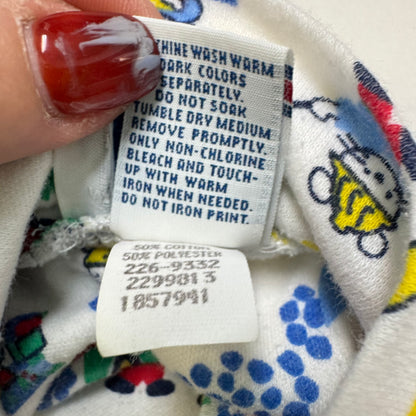 MACHINE WASH WARM
DARK COLORS
SEPARATELY.
DO NOT SOAK
TUMBLE DRY MEDIUM
REMOVE PROMPTLY.
ONLY NON-CHLORINE
BLEACH AND TOUCH-
UP WITH WARM
IRON WHEN NEEDED.
DO NOT IRON PRINT.
50% COTTON
50% POLYESTER
226-9332
2299813
1857941